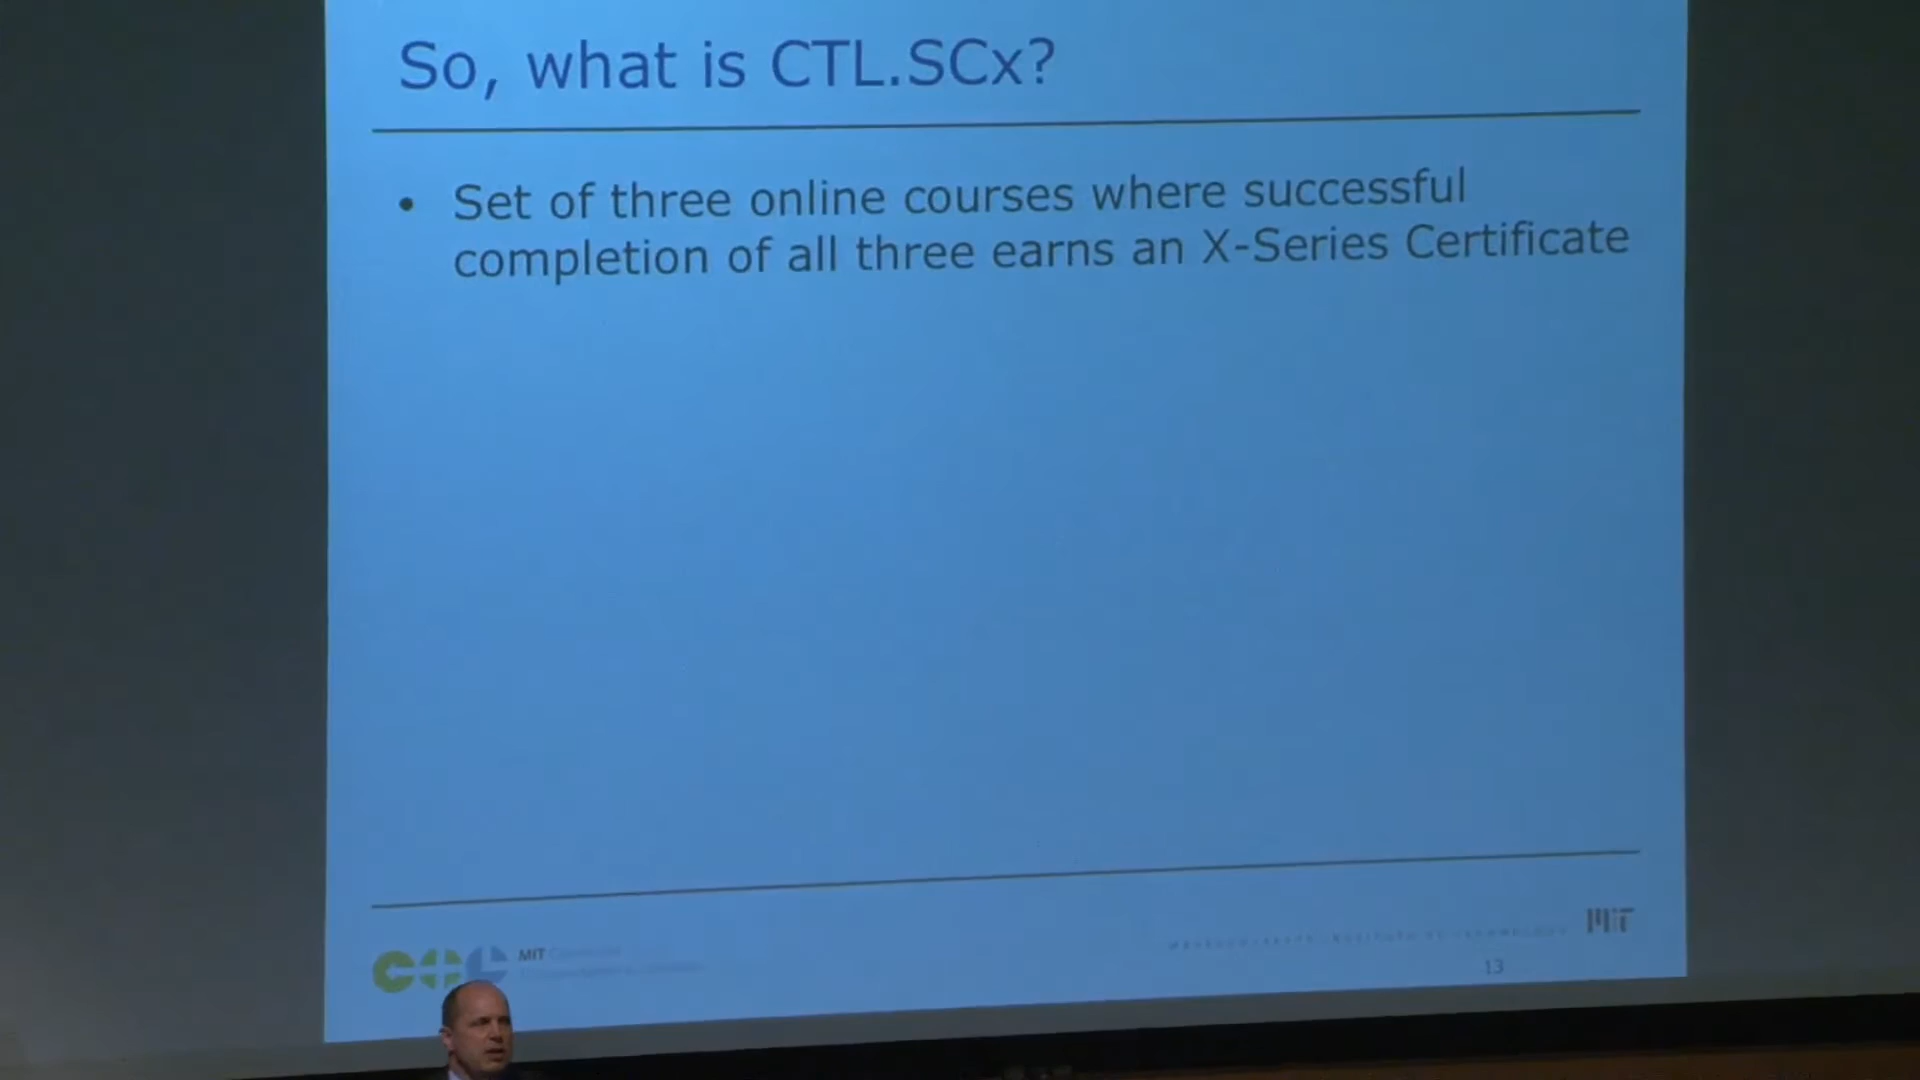 So, what is CTL.SCx?
• Set of three online courses where successful
completion of all three earns an X-Series Certificate
MIT
MIT
13